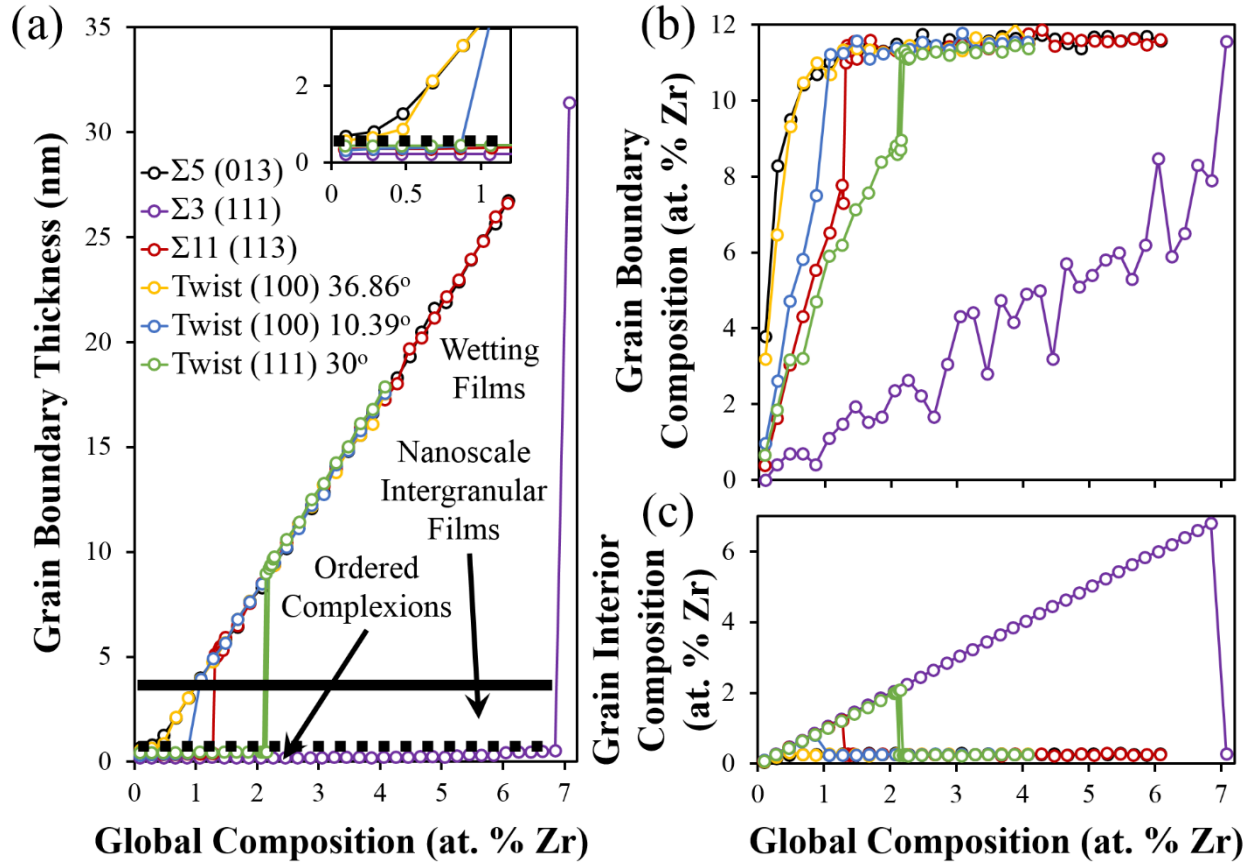 (a)
Grain Boundary Thickness (nm)
35
30
25
20
15
10
5
0
0
1
2
3
4
5
6
7
Global Composition (at. % Zr)
2
0
0
0.5
1
Σ5 (013)
Σ3 (111)
Σ11 (113)
Twist (100) 36.86º
Twist (100) 10.39º
Twist (111) 30º
Wetting
Films
Nanoscale
Intergranular
Films
Ordered
Complexions
(b)
Grain Boundary
Composition (at. % Zr)
12
10
8
6
4
2
0
(c)
Grain Interior
Composition
(at. % Zr)
6
4
2
0
0
1
2
3
4
5
6
7
Global Composition (at. % Zr)